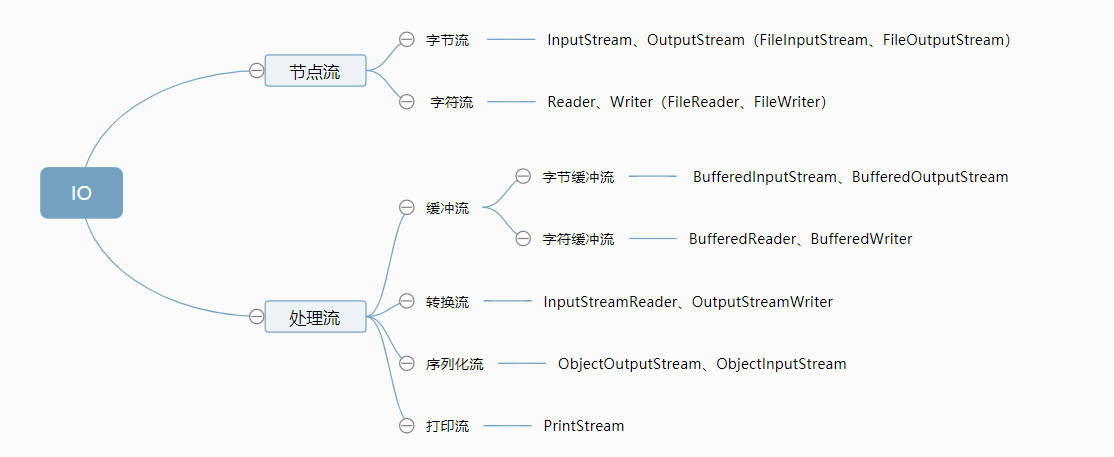 IO
节点流
字节流
InputStream、OutputStream（FileInputStream、FileOutputStream）
字符流
Reader、Writer（FileReader、FileWriter）
处理流
缓冲流
字节缓冲流
BufferedInputStream、BufferedOutputStream
字符缓冲流
BufferedReader、BufferedWriter
转换流
InputStreamReader、OutputStreamWriter
序列化流
ObjectOutputStream、ObjectInputStream
打印流
PrintStream